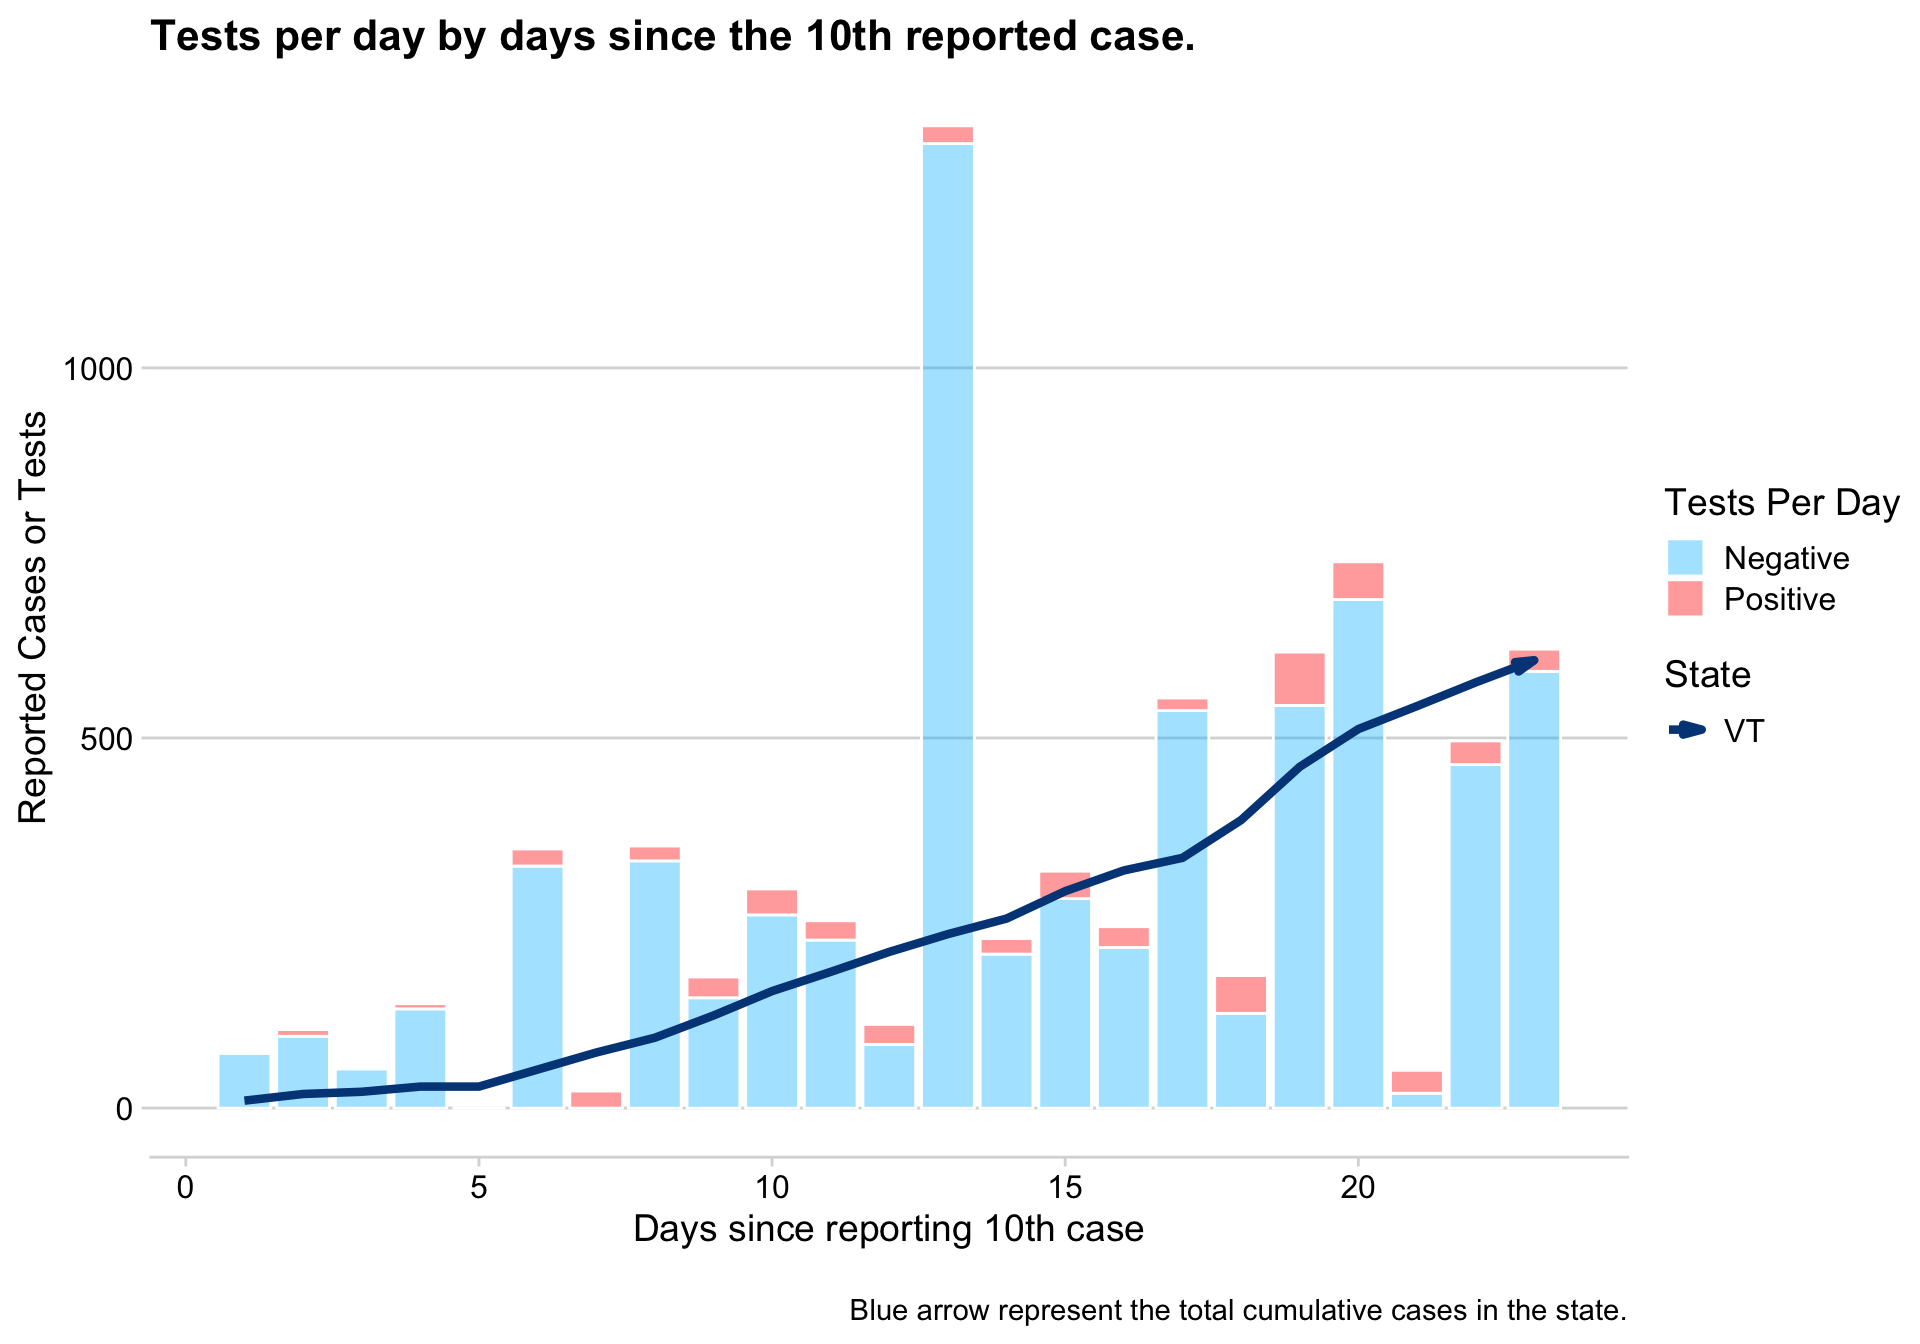 Tests per day by days since the 10th reported case.
Reported Cases or Tests
1000
500
0
0 5 10 15 20
Days since reporting 10th case
Tests Per Day
Negative
Positive
State
VT
Blue arrow represent the total cumulative cases in the state.